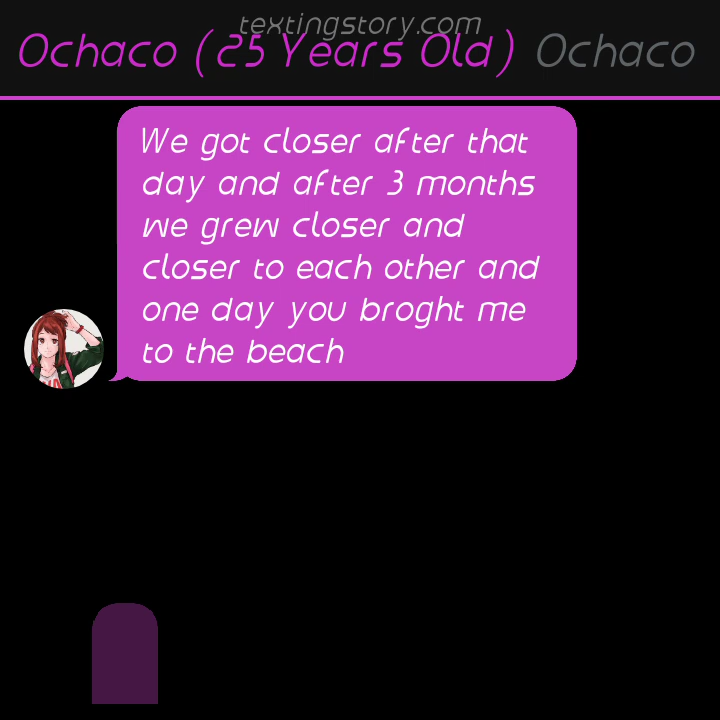 textingstory.com
Ochaco (25 Years Old) Ochaco
We got closer after that
day and after 3 months
we grew closer and
closer to each other and
one day you broght me
to the beach